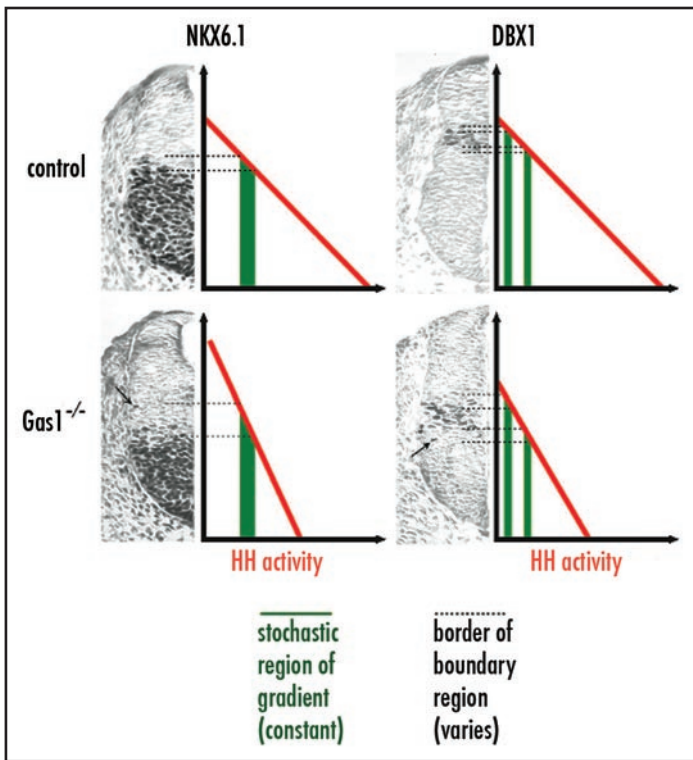 NKX6.1
DBX1
control
Gas1-/-
HH activity
HH activity
stochastic
region of
gradient
(constant)
border of
boundary
region
(varies)